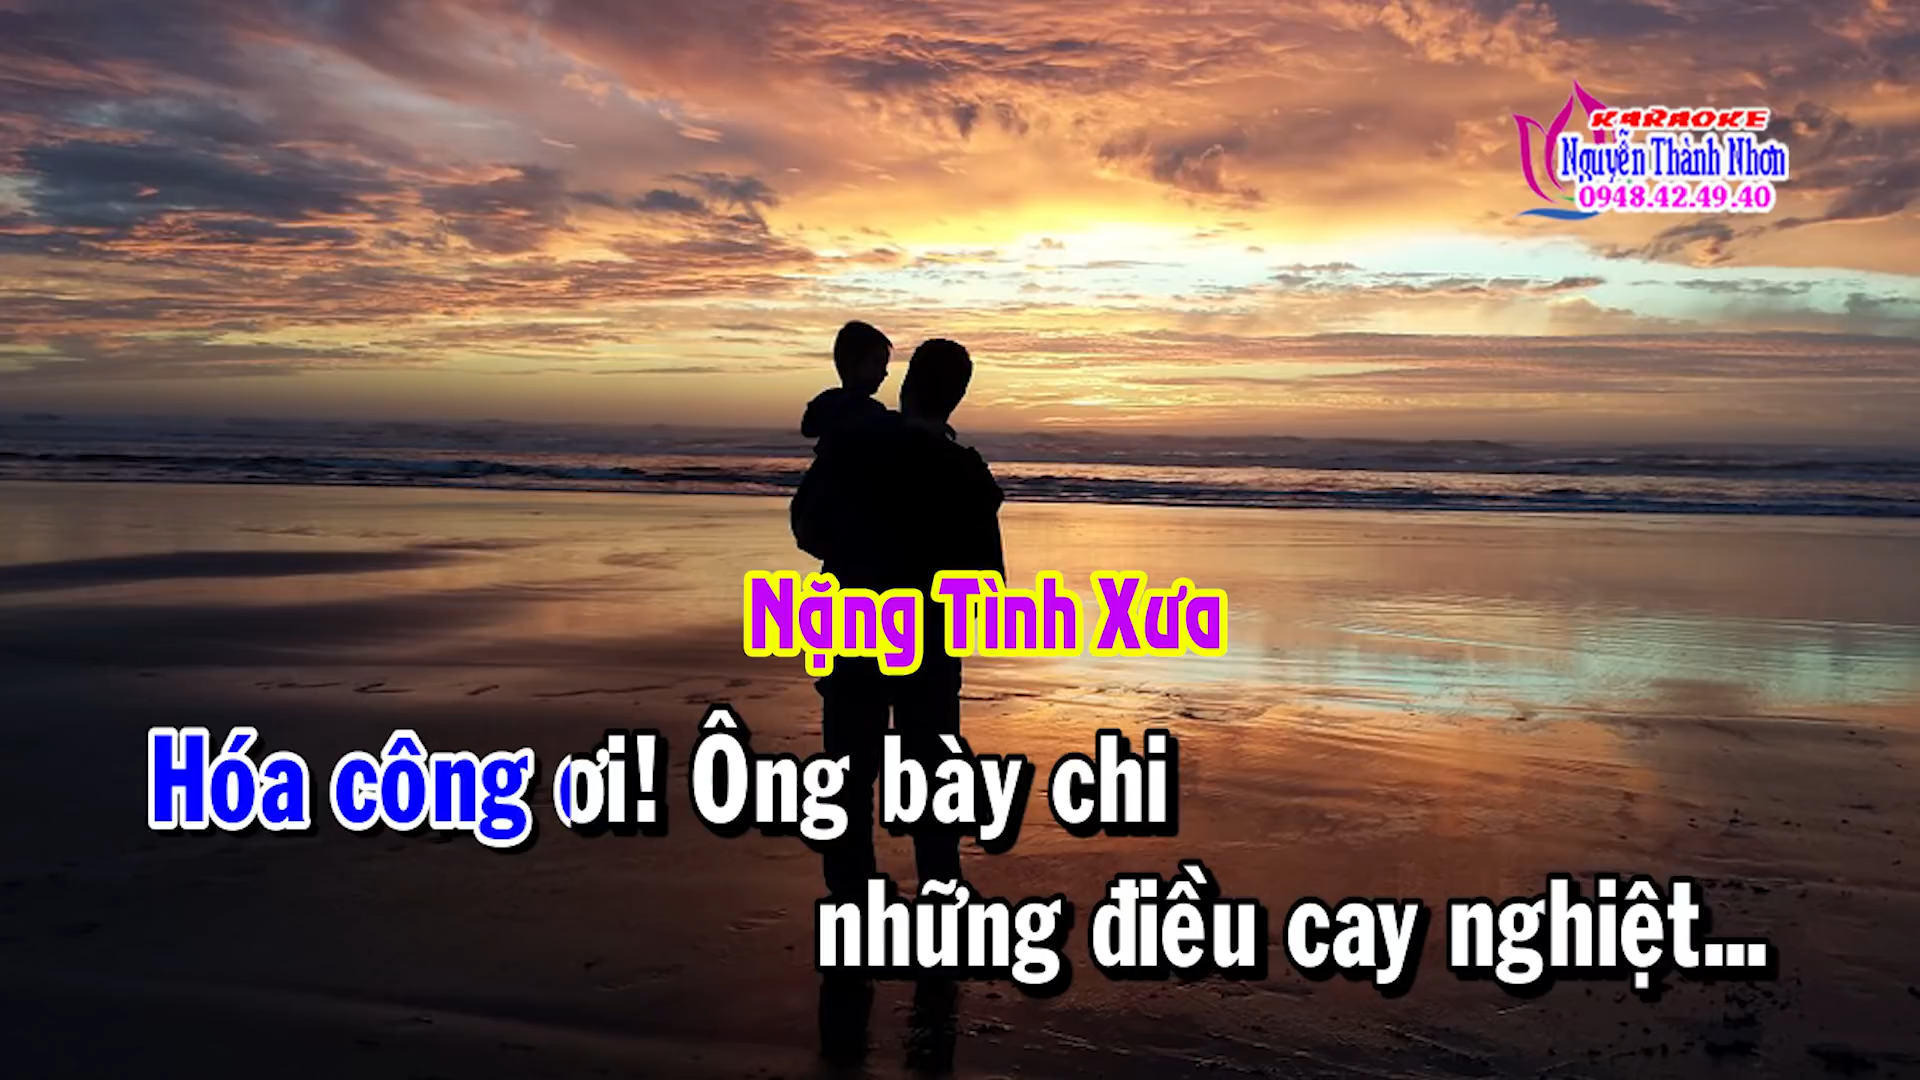 KARAOKE
Nguyễn Thành Nhơn
0948.42.49.40
Nặng Tình Xưa
Hóa công ơi! Ông bày chi
những điều cay nghiệt...